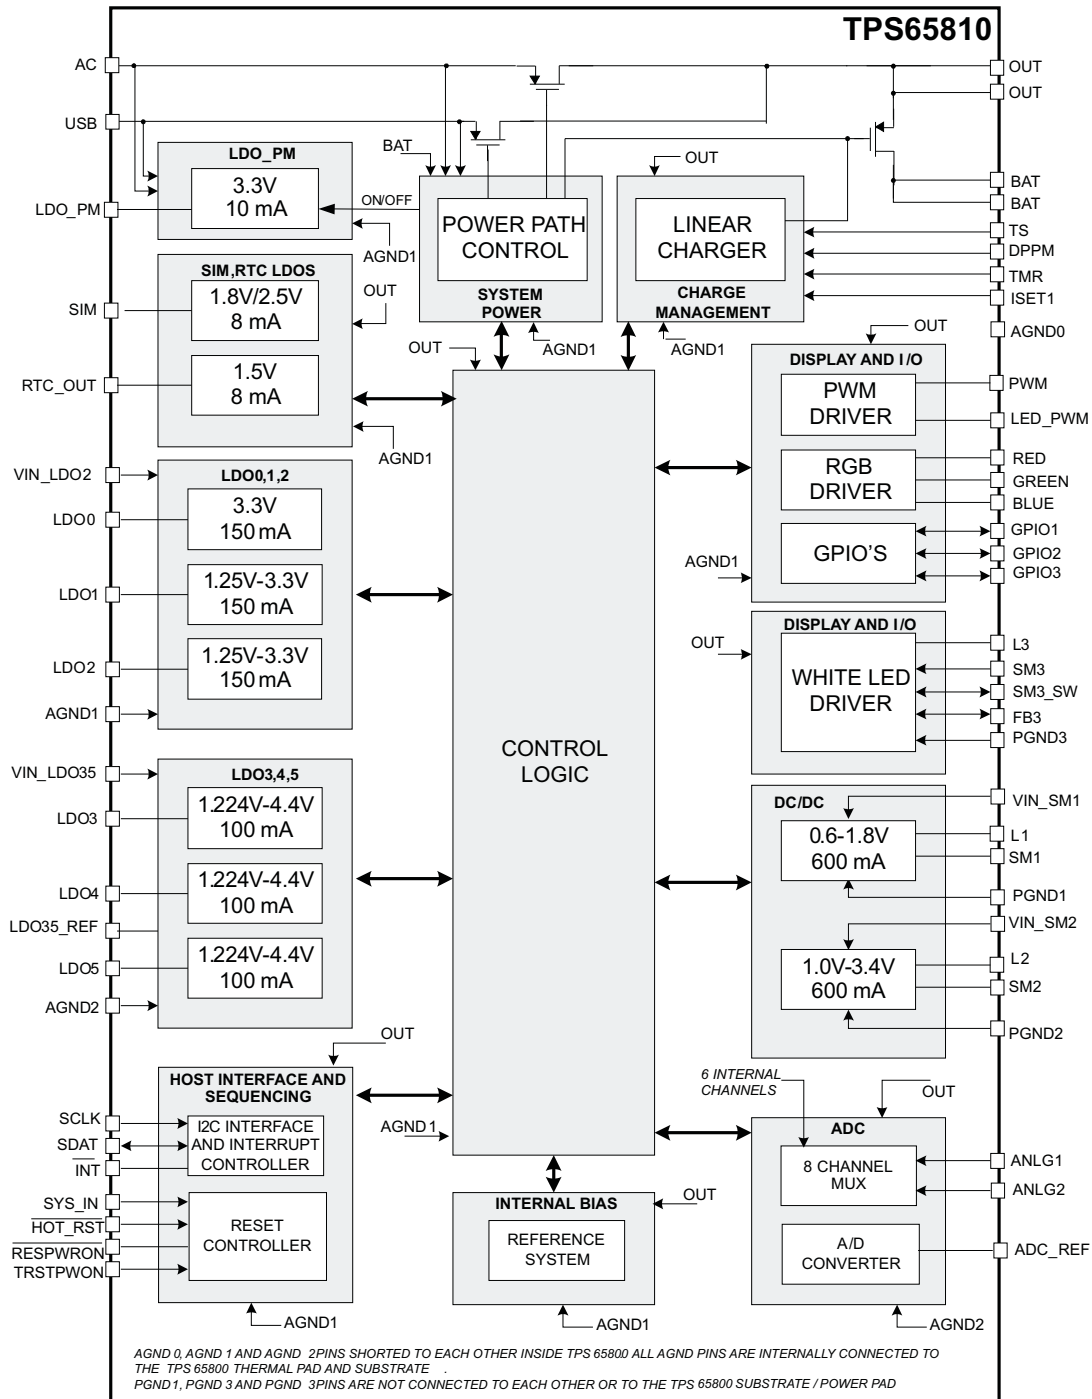 TPS65810
AC
USB
LDO_PM
LDO_PM
3.3V
10 mA
ON/OFF
AGND1
BAT
POWER PATH
CONTROL
SYSTEM
POWER
AGND1
OUT
LINEAR
CHARGER
CHARGE
MANAGEMENT
AGND1
OUT
OUT
BAT
BAT
TS
DPPM
TMR
ISET1
AGND0
SIM
RTC_OUT
SIM,RTC LDOS
1.8V/2.5V
8 mA
1.5V
8 mA
OUT
AGND1
VIN_LDO2
LDO0
LDO1
LDO2
AGND1
LDO0,1,2
3.3V
150 mA
1.25V-3.3V
150 mA
1.25V-3.3V
150 mA
VIN_LDO35
LDO3
LDO4
LDO35_REF
LDO5
AGND2
LDO3,4,5
1.224V-4.4V
100 mA
1.224V-4.4V
100 mA
1.224V-4.4V
100 mA
OUT
HOST INTERFACE AND
SEQUENCING
I2C INTERFACE
AND INTERRUPT
CONTROLLER
RESET
CONTROLLER
SCLK
SDAT
INT
SYS_IN
HOT_RST
RESPWRON
TRSTPWON
AGND1
OUT
CONTROL
LOGIC
AGND1
INTERNAL BIAS
REFERENCE
SYSTEM
OUT
AGND1
OUT
DISPLAY AND I/O
PWM
DRIVER
RGB
DRIVER
GPIO'S
AGND1
PWM
LED_PWM
RED
GREEN
BLUE
GPIO1
GPIO2
GPIO3
DISPLAY AND I/O
OUT
WHITE LED
DRIVER
L3
SM3
SM3_SW
FB3
PGND3
DC/DC
0.6-1.8V
600 mA
1.0V-3.4V
600 mA
VIN_SM1
L1
SM1
PGND1
VIN_SM2
L2
SM2
PGND2
6 INTERNAL
CHANNELS
OUT
ADC
8 CHANNEL
MUX
A/D
CONVERTER
ANLG1
ANLG2
ADC_REF
AGND2
AGND 0, AGND 1 AND AGND 2PINS SHORTED TO EACH OTHER INSIDE TPS 65800 ALL AGND PINS ARE INTERNALLY CONNECTED TO
THE TPS 65800 THERMAL PAD AND SUBSTRATE .
PGND 1, PGND 3 AND PGND 3PINS ARE NOT CONNECTED TO EACH OTHER OR TO THE TPS 65800 SUBSTRATE / POWER PAD